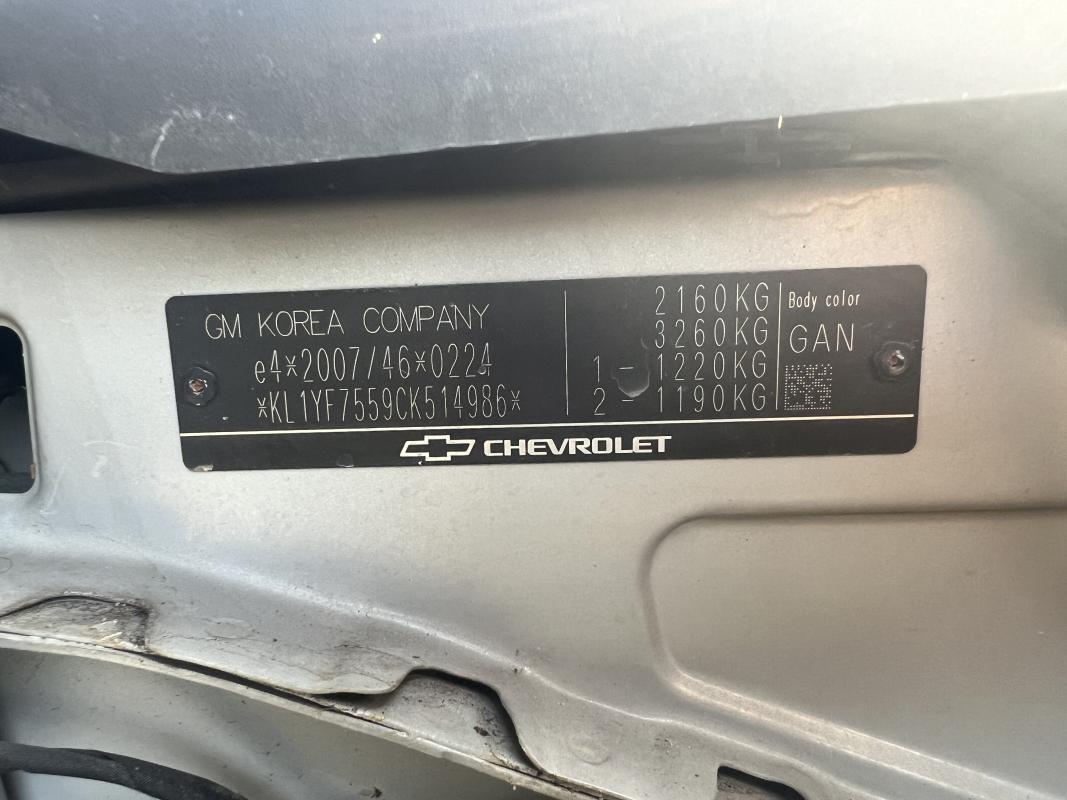 GM KOREA COMPANY
e4*2007/46*0224
*KL1YF7559CK514986*
2160KG
3260KG
1 - 1220KG
2 - 1190KG
Body color
GAN
CHEVROLET